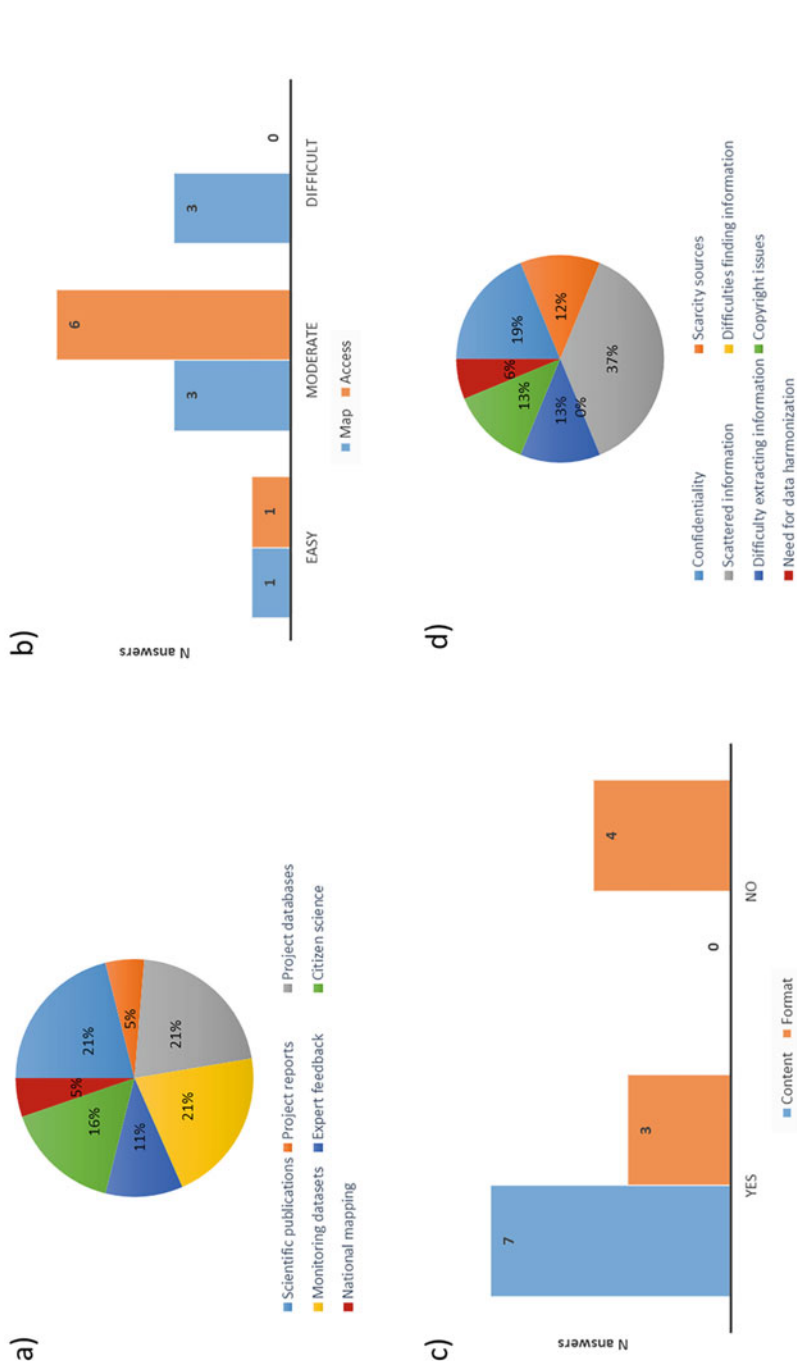 a)
21%
5%
21%
21%
11%
16%
5%
Scientific publications Project reports Project databases
Monitoring datasets Expert feedback Citizen science
National mapping
b)
N answers
1 1 3 6 3 0
EASY MODERATE DIFFICULT
Map Access
c)
N answers
7 3 0 4
YES NO
Content Format
d)
19%
12%
37%
0%
13%
13%
6%
Confidentiality Scarcity sources
Scattered information Difficulties finding information
Difficulty extracting information Copyright issues
Need for data harmonization